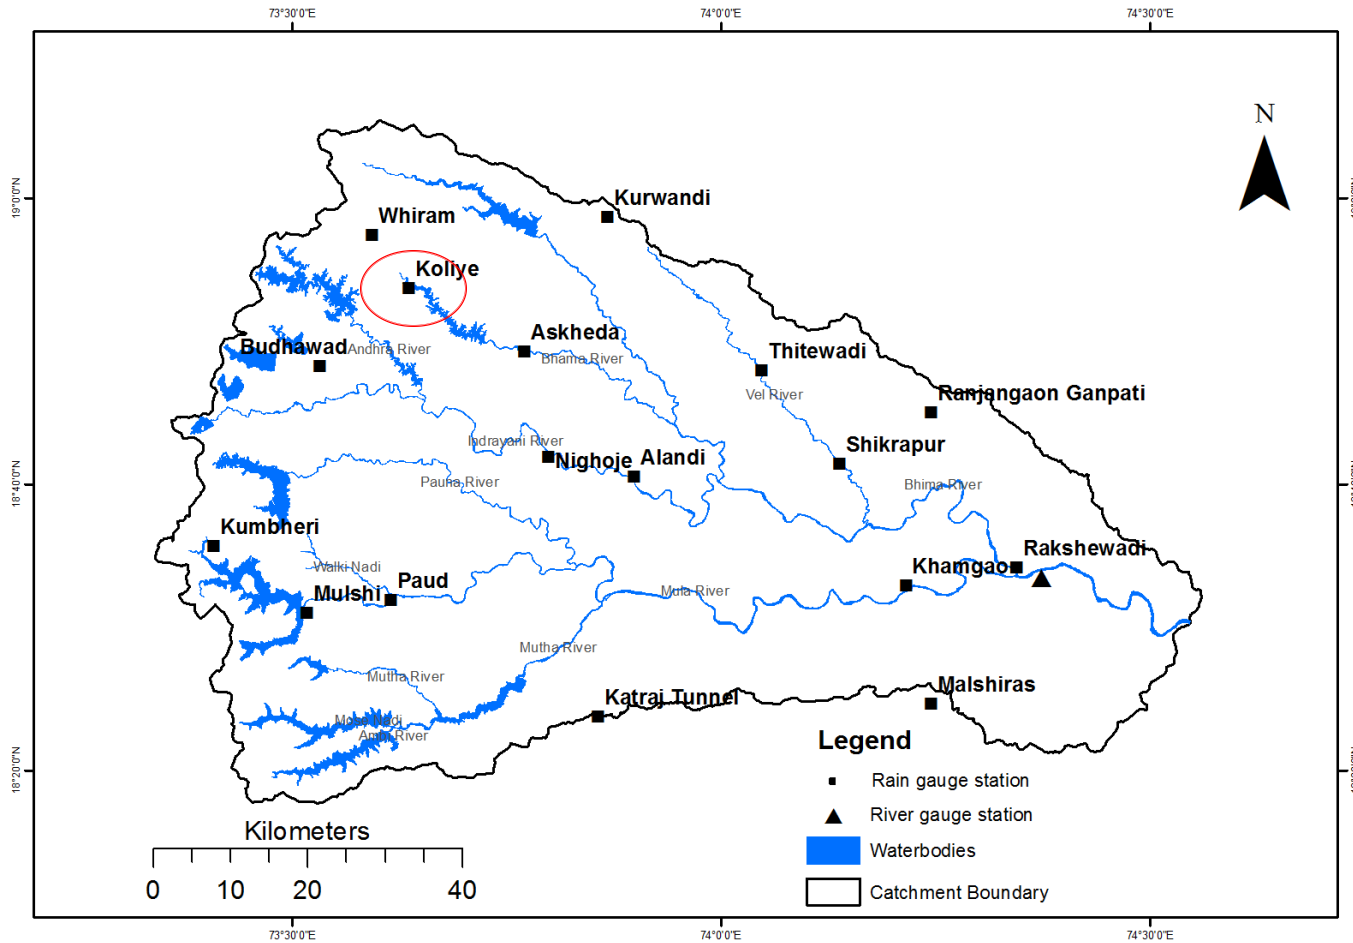 73°30'0"E
74°0'0"E
74°30'0"E
N
19°0'0"N
Kurwandi
Whiram
Koliye
Askheda
Budhawad
Andhra River
Bhama River
Thitewadi
Vel River
Ranjangaon Ganpati
Indrayani River
Shikrapur
Nighoje
Alandi
18°40'0"N
Pauna River
Bhima River
Kumbheri
Rakshewadi
Walki Nadi
Paud
Khamgao
Mulshi
Mula River
Mutha River
Mutha River
Malshiras
Katraj Tunnel
Mose Nadi
Ambi River
18°20'0"N
Legend
Rain gauge station
River gauge station
Waterbodies
Catchment Boundary
Kilometers
0 10 20 40
73°30'0"E
74°0'0"E
74°30'0"E